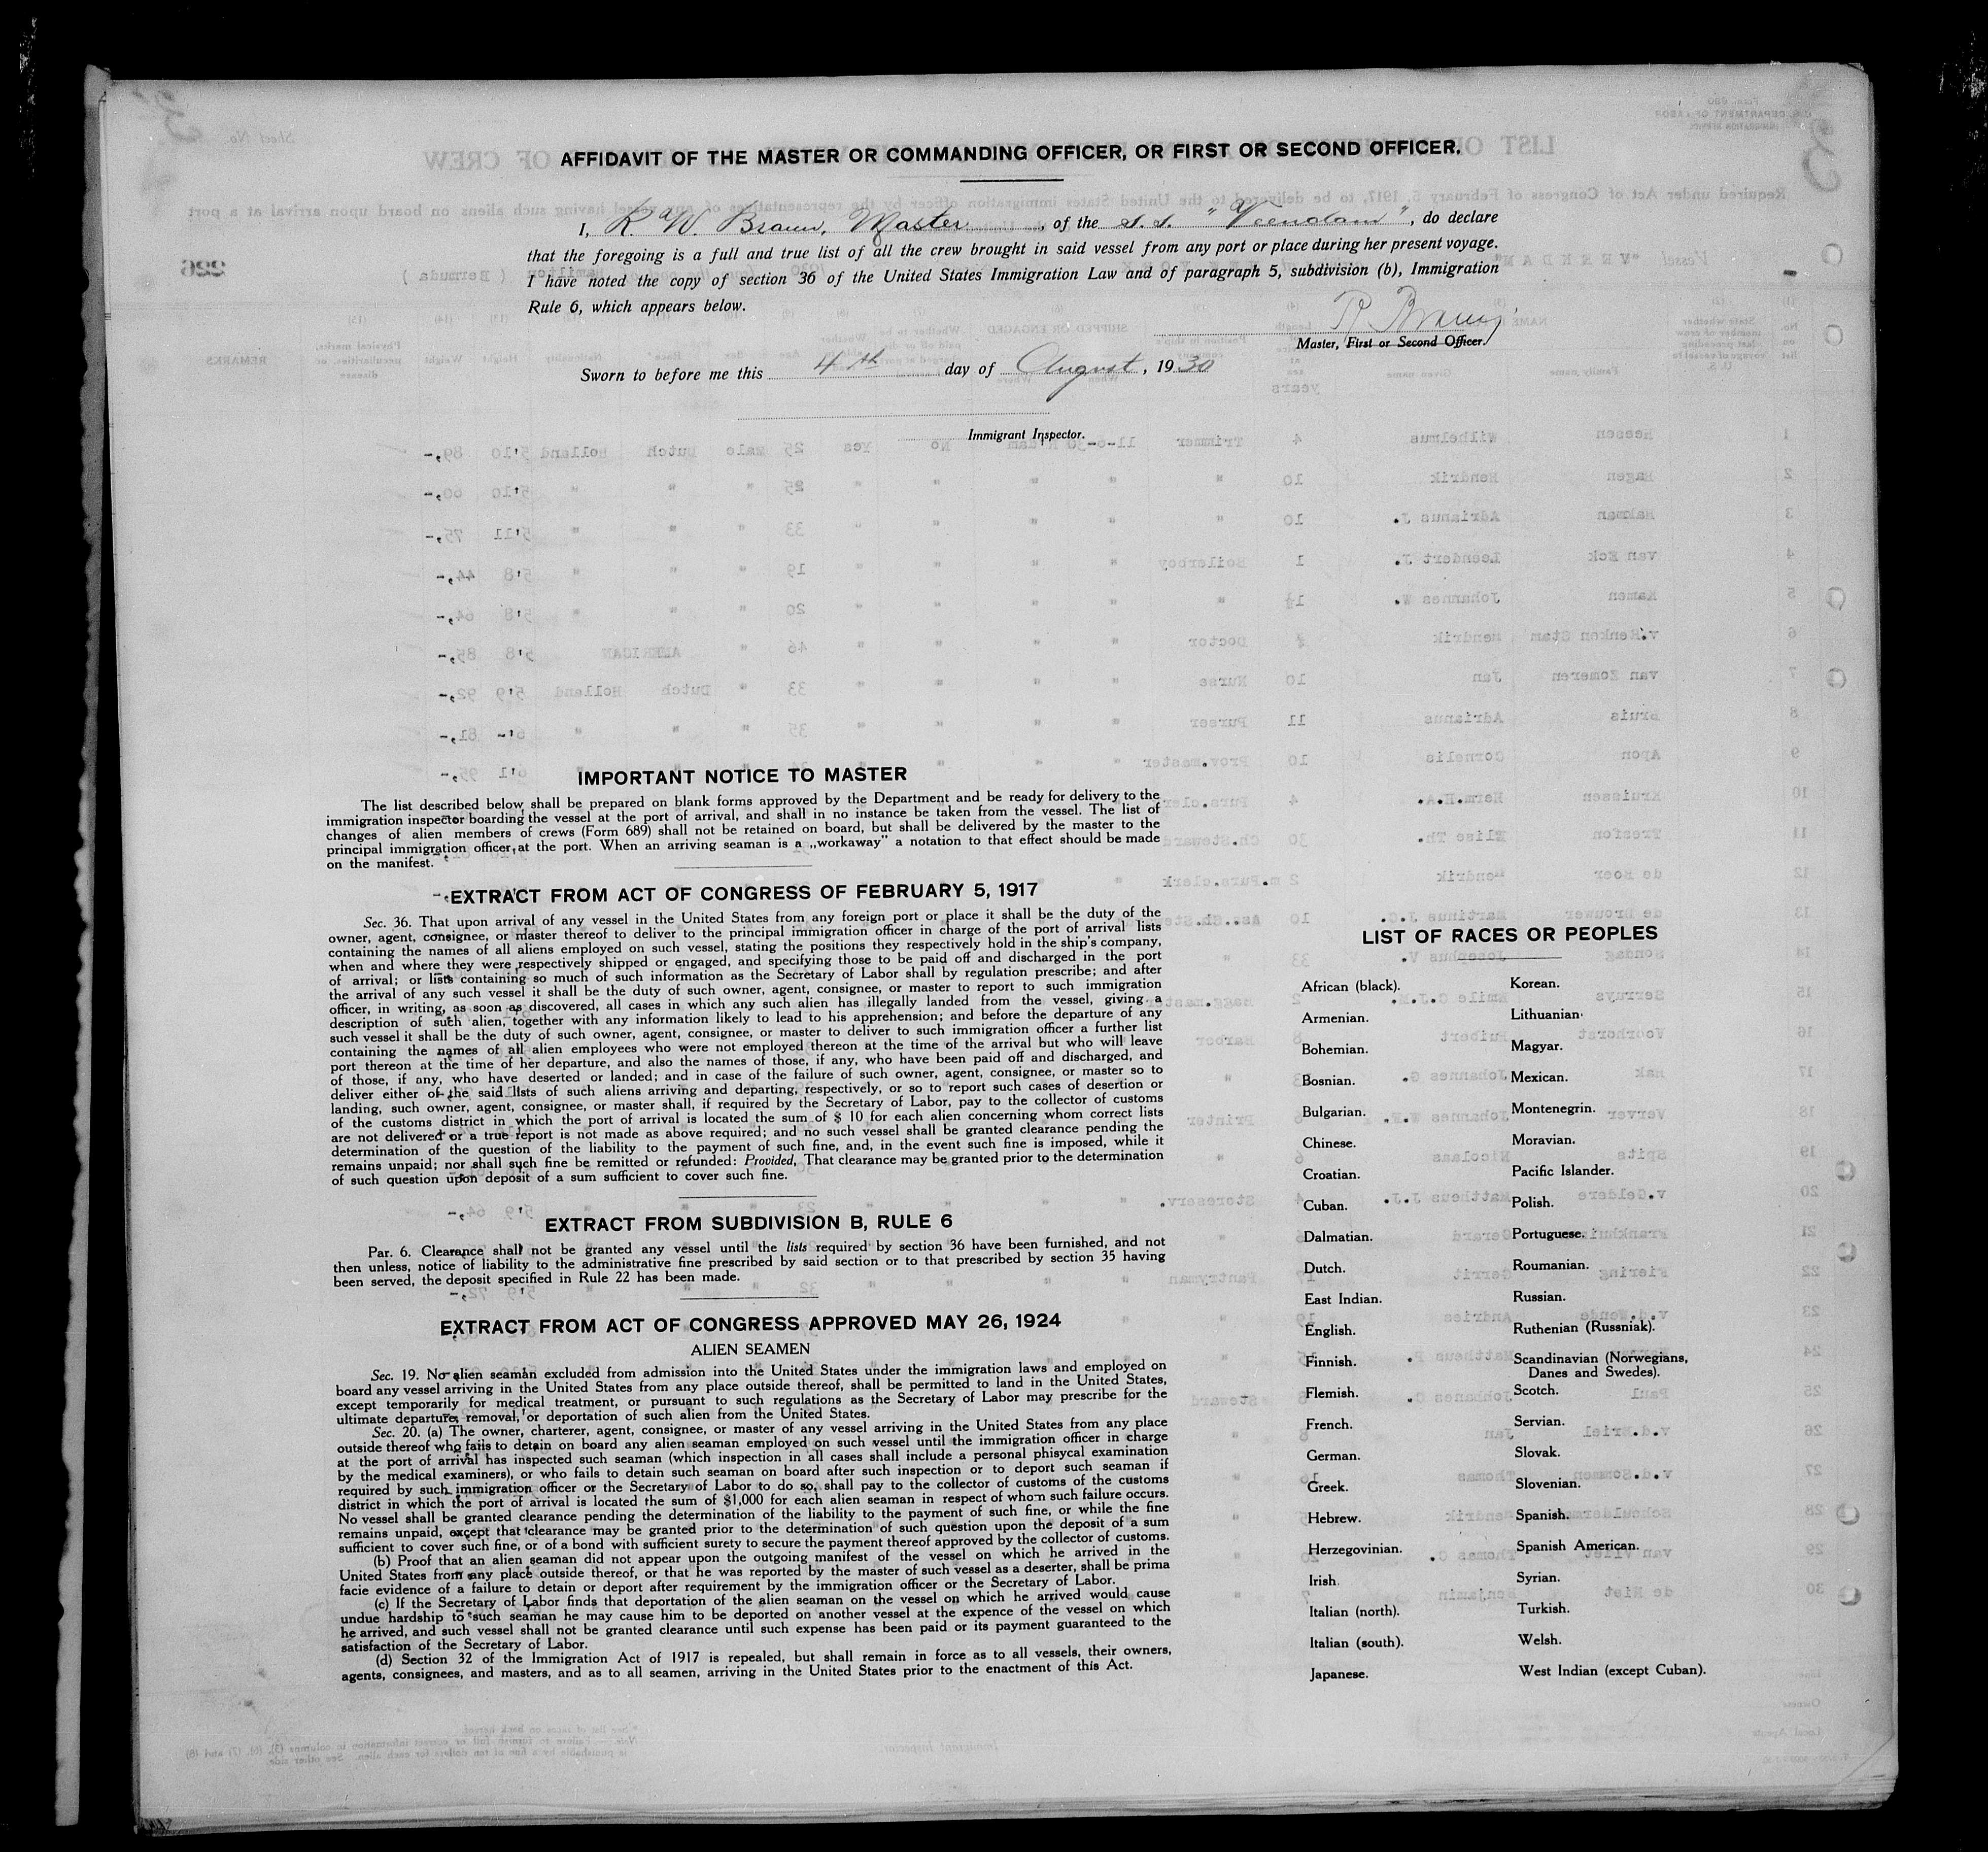 AFFIDAVIT OF THE MASTER OR COMMANDING OFFICER, OR FIRST OR SECOND OFFICER.
I, R. W. Braun, Master, of the s.s. "Veendam", do declare
that the foregoing is a full and true list of all the crew brought in said vessel from any port or place during her present voyage.
I have noted the copy of section 36 of the United States Immigration Law and of paragraph 5, subdivision (b), Immigration
Rule 6, which appears below.
R Braun
Master, First or Second Officer.
Sworn to before me this 4th day of August, 1930
Immigrant Inspector.
IMPORTANT NOTICE TO MASTER
The list described below shall be prepared on blank forms approved by the Department and be ready for delivery to the
immigration inspector boarding the vessel at the port of arrival, and shall in no instance be taken from the vessel. The list of
changes of alien members of crews (Form 689) shall not be retained on board, but shall be delivered by the master to the
principal immigration officer at the port. When an arriving seaman is a „workaway" a notation to that effect should be made
on the manifest.
EXTRACT FROM ACT OF CONGRESS OF FEBRUARY 5, 1917
Sec. 36. That upon arrival of any vessel in the United States from any foreign port or place it shall be the duty of the
owner, agent, consignee, or master thereof to deliver to the principal immigration officer in charge of the port of arrival lists
containing the names of all aliens employed on such vessel, stating the positions they respectively hold in the ship's company,
when and where they were respectively shipped or engaged, and specifying those to be paid off and discharged in the port
of arrival; or lists containing so much of such information as the Secretary of Labor shall by regulation prescribe; and after
the arrival of any such vessel it shall be the duty of such owner, agent, consignee, or master to report to such immigration
officer, in writing, as soon as discovered, all cases in which any such alien has illegally landed from the vessel, giving a
description of such alien, together with any information likely to lead to his apprehension; and before the departure of any
such vessel it shall be the duty of such owner, agent, consignee, or master to deliver to such immigration officer a further list
containing the names of all alien employees who were not employed thereon at the time of the arrival but who will leave
port thereon at the time of her departure, and also the names of those, if any, who have been paid off and discharged, and
of those, if any, who have deserted or landed; and in case of the failure of such owner, agent, consignee, or master so to
deliver either of the said lists of such aliens arriving and departing, respectively, or so to report such cases of desertion or
landing, such owner, agent, consignee, or master shall, if required by the Secretary of Labor, pay to the collector of customs
of the customs district in which the port of arrival is located the sum of $ 10 for each alien concerning whom correct lists
are not delivered or a true report is not made as above required; and no such vessel shall be granted clearance pending the
determination of the question of the liability to the payment of such fine, and, in the event such fine is imposed, while it
remains unpaid; nor shall such fine be remitted or refunded: Provided, That clearance may be granted prior to the determination
of such question upon deposit of a sum sufficient to cover such fine.
EXTRACT FROM SUBDIVISION B, RULE 6
Par. 6. Clearance shall not be granted any vessel until the lists required by section 36 have been furnished, and not
then unless, notice of liability to the administrative fine prescribed by said section or to that prescribed by section 35 having
been served, the deposit specified in Rule 22 has been made.
EXTRACT FROM ACT OF CONGRESS APPROVED MAY 26, 1924
ALIEN SEAMEN
Sec. 19. No alien seaman excluded from admission into the United States under the immigration laws and employed on
board any vessel arriving in the United States from any place outside thereof, shall be permitted to land in the United States,
except temporarily for medical treatment, or pursuant to such regulations as the Secretary of Labor may prescribe for the
ultimate departure, removal, or deportation of such alien from the United States.
Sec. 20. (a) The owner, charterer, agent, consignee, or master of any vessel arriving in the United States from any place
outside thereof who fails to detain on board any alien seaman employed on such vessel until the immigration officer in charge
at the port of arrival has inspected such seaman (which inspection in all cases shall include a personal phisycal examination
by the medical examiners), or who fails to detain such seaman on board after such inspection or to deport such seaman if
required by such immigration officer or the Secretary of Labor to do so, shall pay to the collector of customs of the customs
district in which the port of arrival is located the sum of $1,000 for each alien seaman in respect of whom such failure occurs.
No vessel shall be granted clearance pending the determination of the liability to the payment of such fine, or while the fine
remains unpaid, except that clearance may be granted prior to the determination of such question upon the deposit of a sum
sufficient to cover such fine, or of a bond with sufficient surety to secure the payment thereof approved by the collector of customs.
(b) Proof that an alien seaman did not appear upon the outgoing manifest of the vessel on which he arrived in the
United States from any place outside thereof, or that he was reported by the master of such vessel as a deserter, shall be prima
facie evidence of a failure to detain or deport after requirement by the immigration officer or the Secretary of Labor.
(c) If the Secretary of Labor finds that deportation of the alien seaman on the vessel on which he arrived would cause
undue hardship to such seaman he may cause him to be deported on another vessel at the expence of the vessel on which
he arrived, and such vessel shall not be granted clearance until such expense has been paid or its payment guaranteed to the
satisfaction of the Secretary of Labor.
(d) Section 32 of the Immigration Act of 1917 is repealed, but shall remain in force as to all vessels, their owners,
agents, consignees, and masters, and as to all seamen, arriving in the United States prior to the enactment of this Act.
LIST OF RACES OR PEOPLES
African (black).
Armenian.
Bohemian.
Bosnian.
Bulgarian.
Chinese.
Croatian.
Cuban.
Dalmatian.
Dutch.
East Indian.
English.
Finnish.
Flemish.
French.
German.
Greek.
Hebrew.
Herzegovinian.
Irish.
Italian (north).
Italian (south).
Japanese.
Korean.
Lithuanian.
Magyar.
Mexican.
Montenegrin.
Moravian.
Pacific Islander.
Polish.
Portuguese.
Roumanian.
Russian.
Ruthenian (Russniak).
Scandinavian (Norwegians,
Danes and Swedes).
Scotch.
Servian.
Slovak.
Slovenian.
Spanish.
Spanish American.
Syrian.
Turkish.
Welsh.
West Indian (except Cuban).